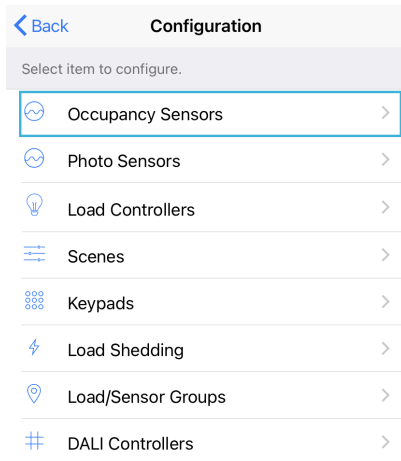 Back
Configuration
Select item to configure.
Occupancy Sensors
Photo Sensors
Load Controllers
Scenes
Keypads
Load Shedding
Load/Sensor Groups
DALI Controllers